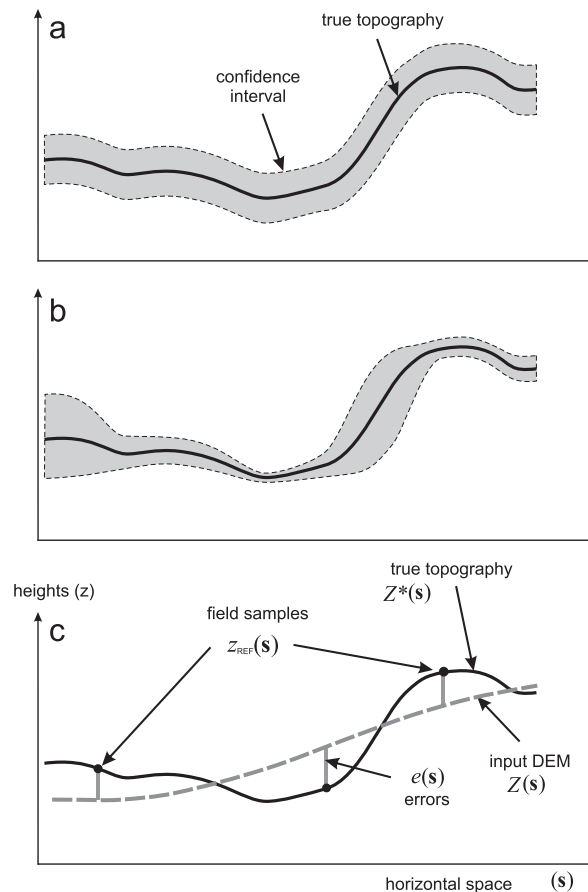 a
true topography
confidence
interval
b
heights (z)
c
true topography
Z*(s)
field samples
zREF(s)
e(s)
errors
input DEM
Z(s)
horizontal space (s)